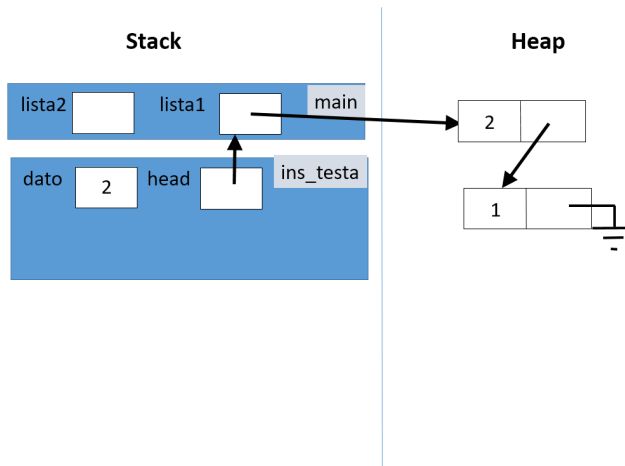 Stack
Heap
lista2
lista1
main
2
dato
2
head
ins_testa
1